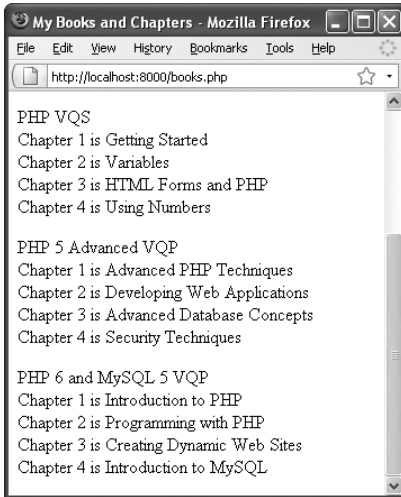 My Books and Chapters - Mozilla Firefox
File Edit View History Bookmarks Tools Help
http://localhost:8000/books.php
PHP VQS
Chapter 1 is Getting Started
Chapter 2 is Variables
Chapter 3 is HTML Forms and PHP
Chapter 4 is Using Numbers
PHP 5 Advanced VQP
Chapter 1 is Advanced PHP Techniques
Chapter 2 is Developing Web Applications
Chapter 3 is Advanced Database Concepts
Chapter 4 is Security Techniques
PHP 6 and MySQL 5 VQP
Chapter 1 is Introduction to PHP
Chapter 2 is Programming with PHP
Chapter 3 is Creating Dynamic Web Sites
Chapter 4 is Introduction to MySQL